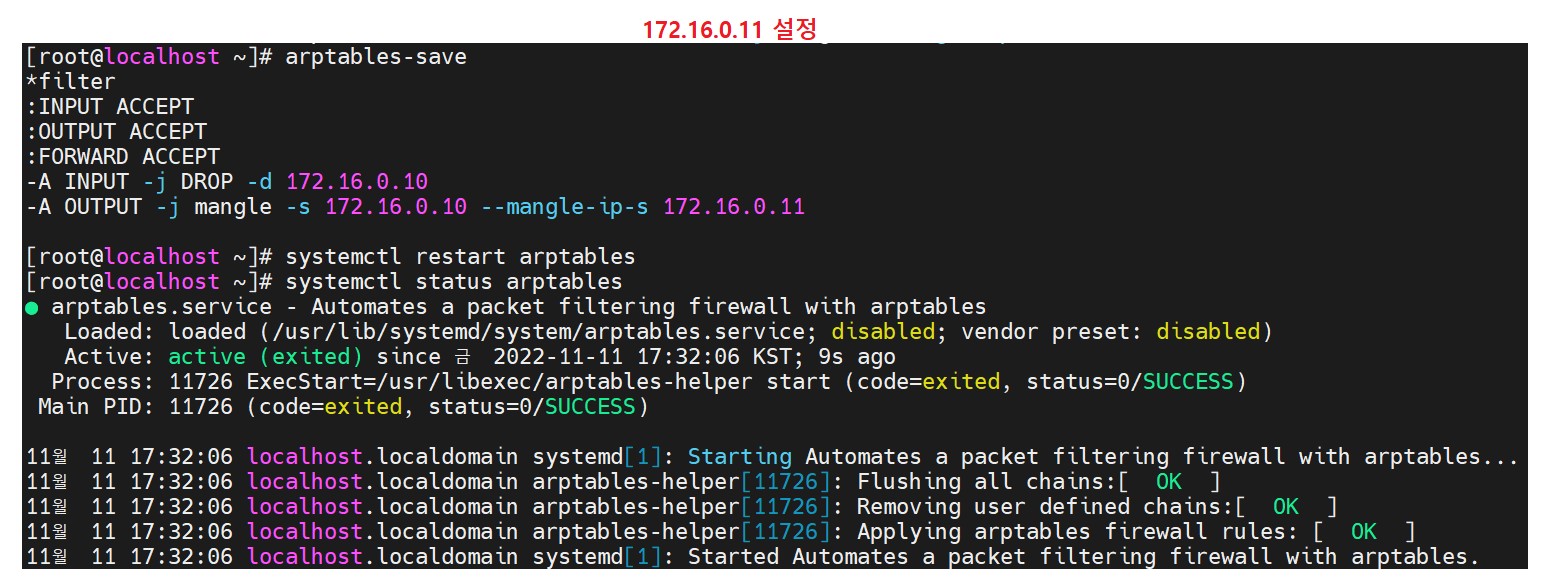 172.16.0.11 설정
[root@localhost ~]# arptables-save
*filter
:INPUT ACCEPT
:OUTPUT ACCEPT
:FORWARD ACCEPT
-A INPUT -j DROP -d 172.16.0.10
-A OUTPUT -j mangle -s 172.16.0.10 --mangle-ip-s 172.16.0.11
[root@localhost ~]# systemctl restart arptables
[root@localhost ~]# systemctl status arptables
● arptables.service - Automates a packet filtering firewall with arptables
   Loaded: loaded (/usr/lib/systemd/system/arptables.service; disabled; vendor preset: disabled)
   Active: active (exited) since 금  2022-11-11 17:32:06 KST; 9s ago
  Process: 11726 ExecStart=/usr/libexec/arptables-helper start (code=exited, status=0/SUCCESS)
 Main PID: 11726 (code=exited, status=0/SUCCESS)
11월  11 17:32:06 localhost.localdomain systemd[1]: Starting Automates a packet filtering firewall with arptables...
11월  11 17:32:06 localhost.localdomain arptables-helper[11726]: Flushing all chains:[  OK  ]
11월  11 17:32:06 localhost.localdomain arptables-helper[11726]: Removing user defined chains:[  OK  ]
11월  11 17:32:06 localhost.localdomain arptables-helper[11726]: Applying arptables firewall rules: [  OK  ]
11월  11 17:32:06 localhost.localdomain systemd[1]: Started Automates a packet filtering firewall with arptables.